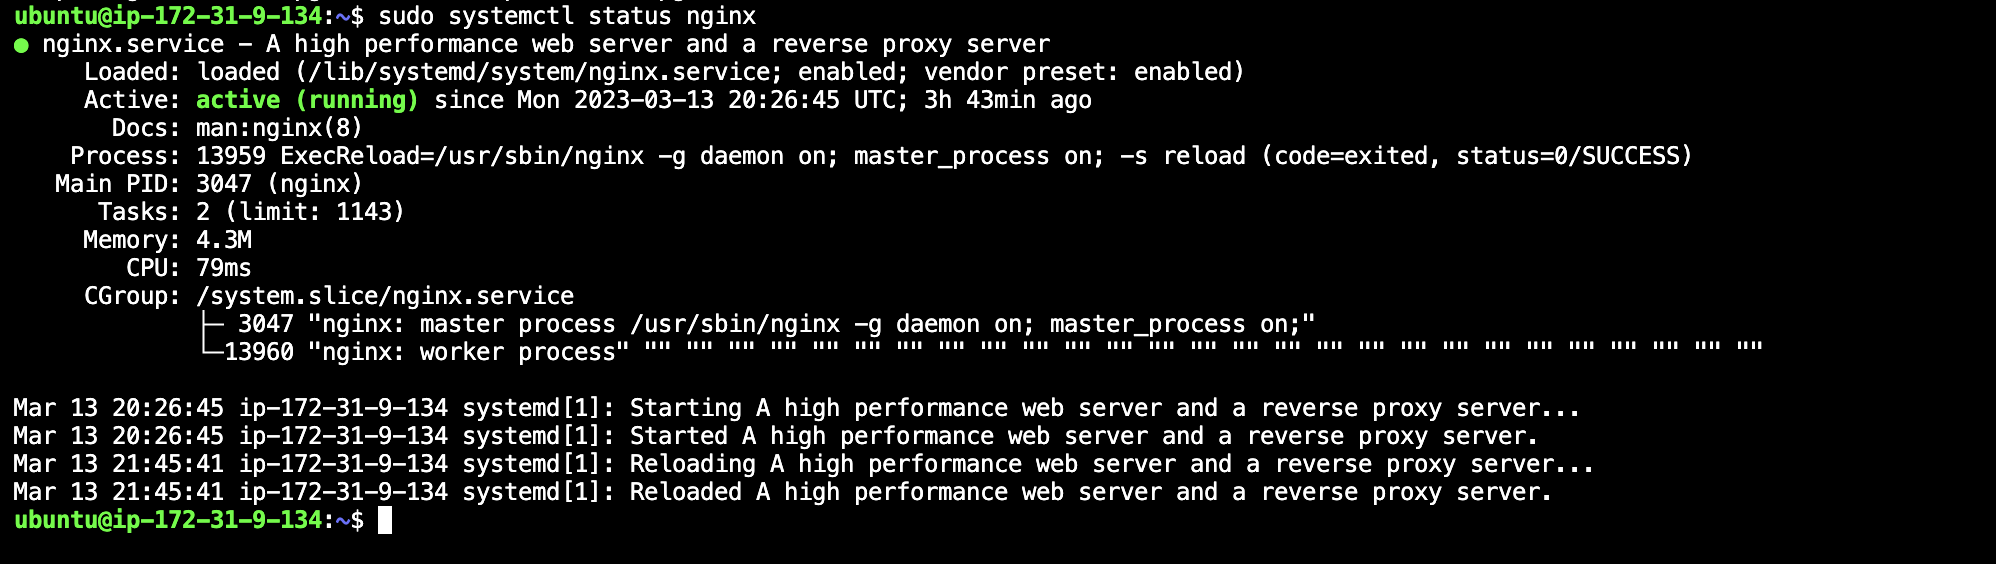 ubuntu@ip-172-31-9-134:~$ sudo systemctl status nginx
● nginx.service - A high performance web server and a reverse proxy server
     Loaded: loaded (/lib/systemd/system/nginx.service; enabled; vendor preset: enabled)
     Active: active (running) since Mon 2023-03-13 20:26:45 UTC; 3h 43min ago
       Docs: man:nginx(8)
    Process: 13959 ExecReload=/usr/sbin/nginx -g daemon on; master_process on; -s reload (code=exited, status=0/SUCCESS)
   Main PID: 3047 (nginx)
      Tasks: 2 (limit: 1143)
     Memory: 4.3M
        CPU: 79ms
     CGroup: /system.slice/nginx.service
             ├─ 3047 "nginx: master process /usr/sbin/nginx -g daemon on; master_process on;"
             └─13960 "nginx: worker process" "" "" "" "" "" "" "" "" "" "" "" "" "" "" "" "" "" "" "" "" "" "" "" "" "" "" ""

Mar 13 20:26:45 ip-172-31-9-134 systemd[1]: Starting A high performance web server and a reverse proxy server...
Mar 13 20:26:45 ip-172-31-9-134 systemd[1]: Started A high performance web server and a reverse proxy server.
Mar 13 21:45:41 ip-172-31-9-134 systemd[1]: Reloading A high performance web server and a reverse proxy server...
Mar 13 21:45:41 ip-172-31-9-134 systemd[1]: Reloaded A high performance web server and a reverse proxy server.
ubuntu@ip-172-31-9-134:~$